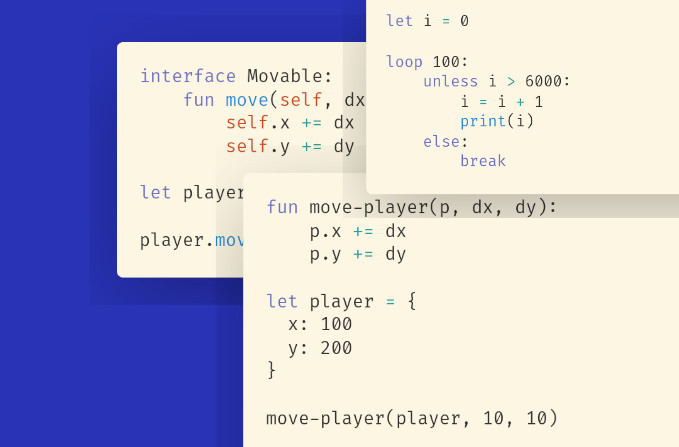 interface Movable:
fun move(self, dx
self.x += dx
self.y += dy
let player
player.mov
let i = 0
loop 100:
unless i > 6000:
i = i + 1
print(i)
else:
break
fun move-player(p, dx, dy):
p.x += dx
p.y += dy
let player = {
x: 100
y: 200
}
move-player(player, 10, 10)